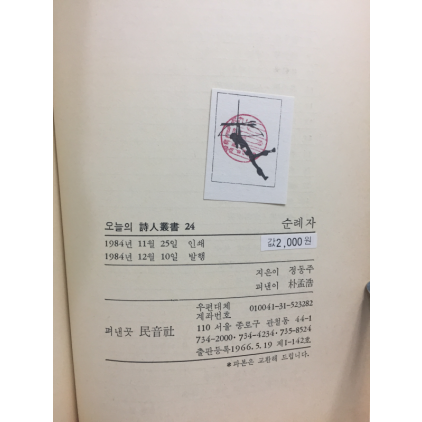 오늘의 詩人叢書 24 순례자
1984년 11월 25일 인쇄 값2,000원
1984년 12월 10일 발행
지은이 정동주
펴낸이 朴孟浩
우편대체 010041-31-523282
계좌번호
펴낸곳 民音社 110 서울 종로구 관철동 44-1
734-2000·734-4234·735-8524
출판등록1966.5.19 제1-142호
*파본은 교환해 드립니다.